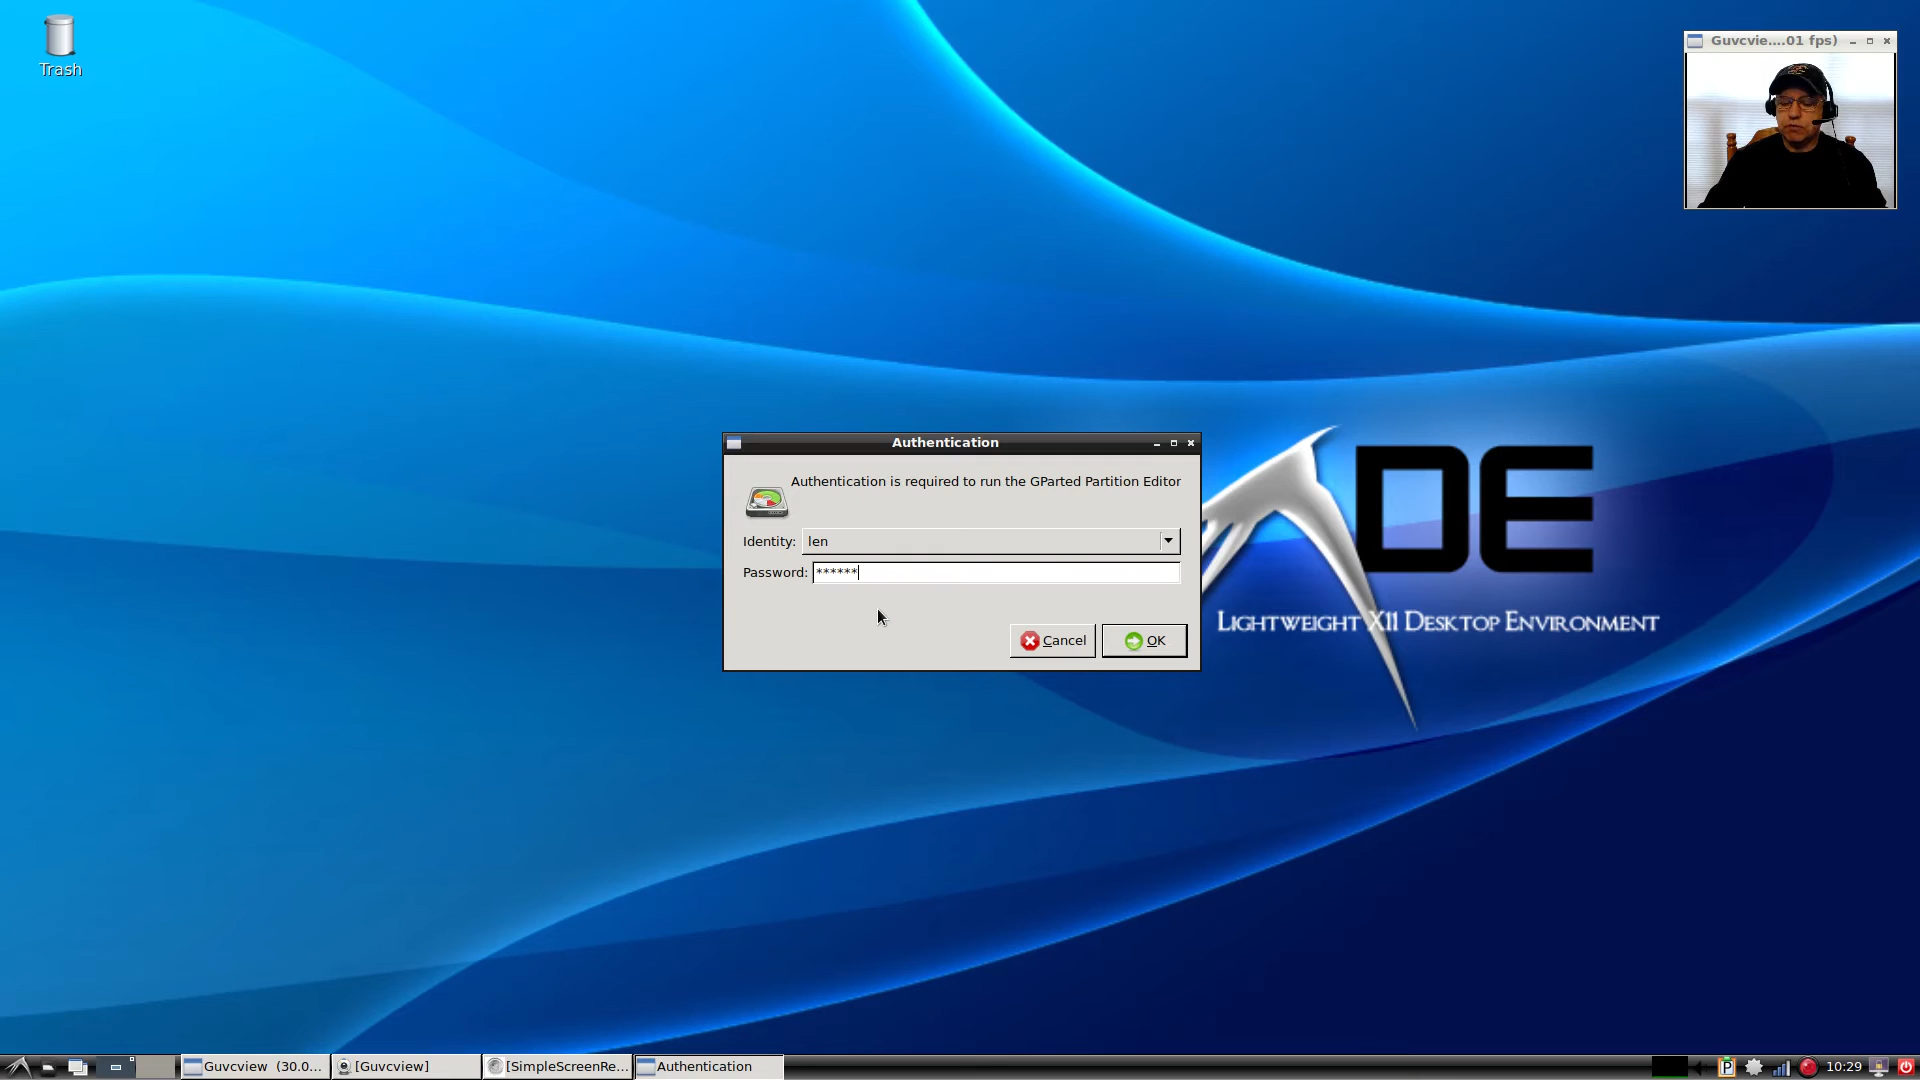 Trash
Guvcvie....01 fps)
Authentication
Authentication is required to run the GParted Partition Editor
Identity: len
Password: ******
Cancel
OK
DE
LIGHTWEIGHT X11 DESKTOP ENVIRONMENT
Guvcview (30.0...
[Guvcview]
[SimpleScreenRe...
Authentication
P
10:29